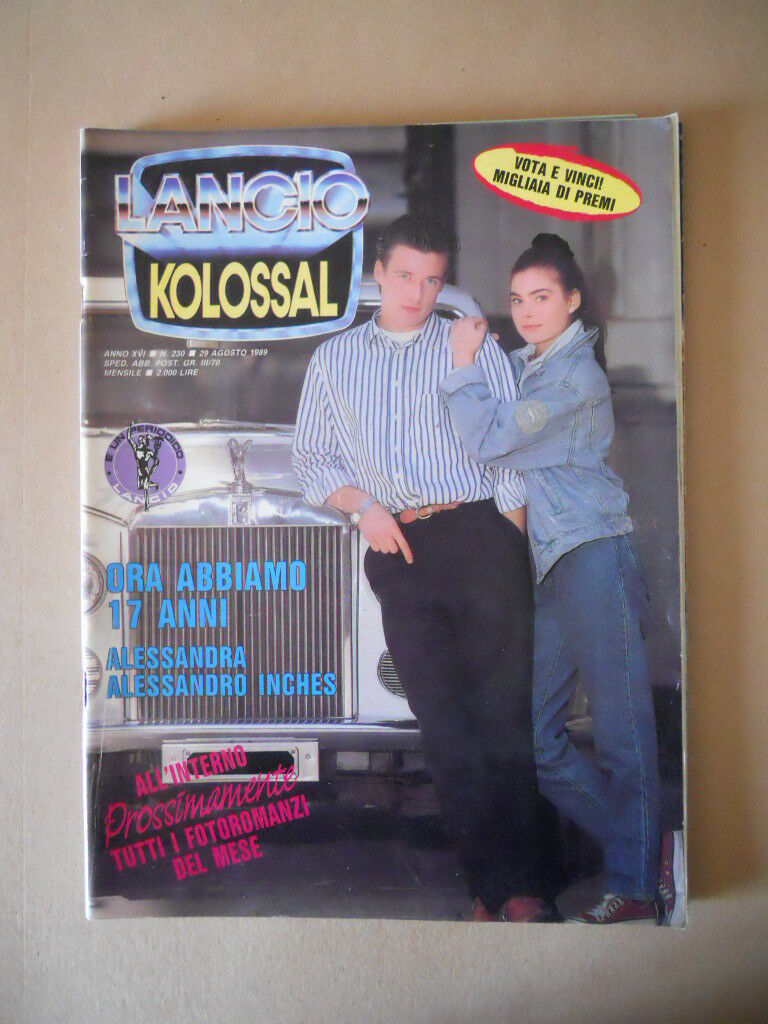 LANCIO
KOLOSSAL
VOTA E VINCI!
MIGLIAIA DI PREMI
ANNO XVI ■ N. 230 ■ 29 AGOSTO 1989
SPED. ABB. POST. GR. III/70
MENSILE ■ 2.000 LIRE
E UN PERIODICO
LANCIO
ORA ABBIAMO
17 ANNI
ALESSANDRA
ALESSANDRO INCHES
ALL'INTERNO
Prossimamente
TUTTI I FOTOROMANZI
DEL MESE